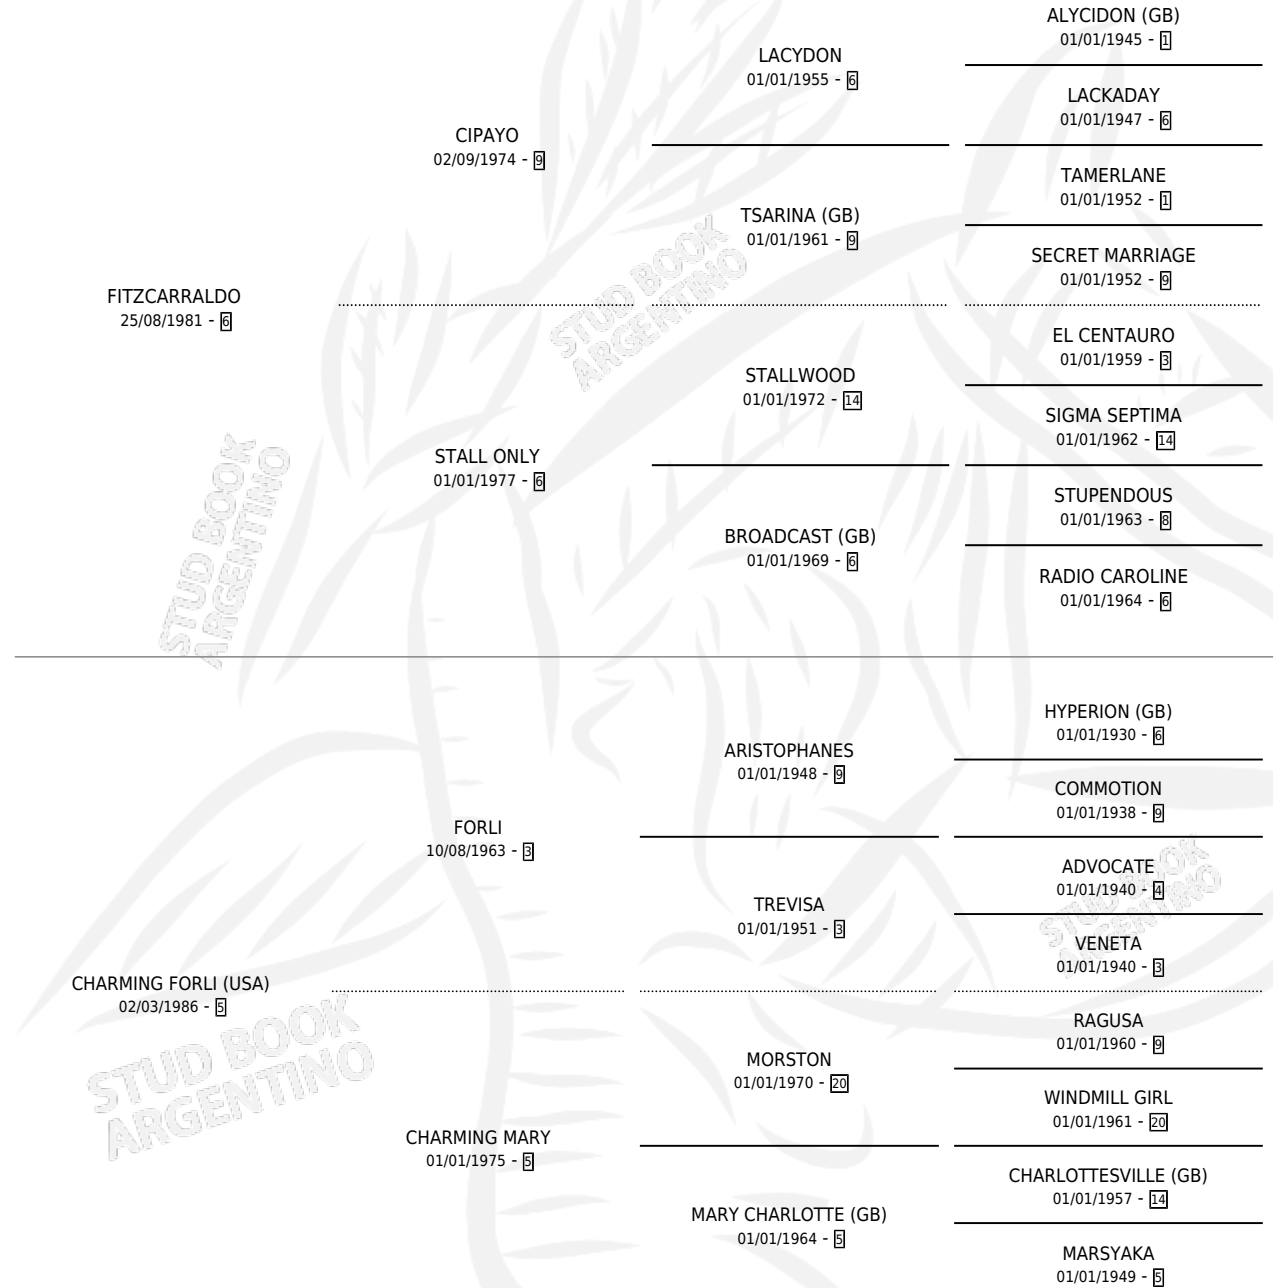 ALYCIDON (GB)
01/01/1945 - 1
LACYDON
01/01/1955 - 6
LACKADAY
01/01/1947 - 6
CIPAYO
02/09/1974 - 9
TAMERLANE
01/01/1952 - 1
TSARINA (GB)
01/01/1961 - 9
SECRET MARRIAGE
01/01/1952 - 9
FITZCARRALDO
25/08/1981 - 6
STUD BOOK
ARGENTINO
EL CENTAURO
01/01/1959 - 3
STALLWOOD
01/01/1972 - 14
SIGMA SEPTIMA
01/01/1962 - 14
STALL ONLY
01/01/1977 - 6
STUPENDOUS
01/01/1963 - 8
BROADCAST (GB)
01/01/1969 - 6
RADIO CAROLINE
01/01/1964 - 6
STUD BOOK
ARGENTINO
HYPERION (GB)
01/01/1930 - 6
ARISTOPHANES
01/01/1948 - 9
COMMOTION
01/01/1938 - 9
FORLI
10/08/1963 - 3
ADVOCATE
01/01/1940 - 4
TREVISA
01/01/1951 - 3
VENETA
01/01/1940 - 3
STUD BOOK
ARGENTINO
CHARMING FORLI (USA)
02/03/1986 - 5
RAGUSA
01/01/1960 - 9
MORSTON
01/01/1970 - 20
WINDMILL GIRL
01/01/1961 - 20
STUD BOOK
ARGENTINO
CHARMING MARY
01/01/1975 - 5
CHARLOTTESVILLE (GB)
01/01/1957 - 14
MARY CHARLOTTE (GB)
01/01/1964 - 5
MARSYAKA
01/01/1949 - 5